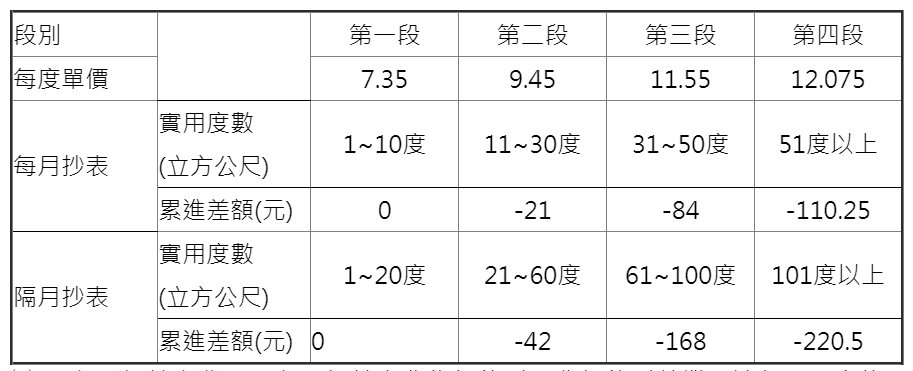 段別 第一段 第二段 第三段 第四段
每度單價 7.35 9.45 11.55 12.075
每月抄表 實用度數
(立方公尺) 1~10度 11~30度 31~50度 51度以上
累進差額(元) 0 -21 -84 -110.25
隔月抄表 實用度數
(立方公尺) 1~20度 21~60度 61~100度 101度以上
累進差額(元) 0 -42 -168 -220.5